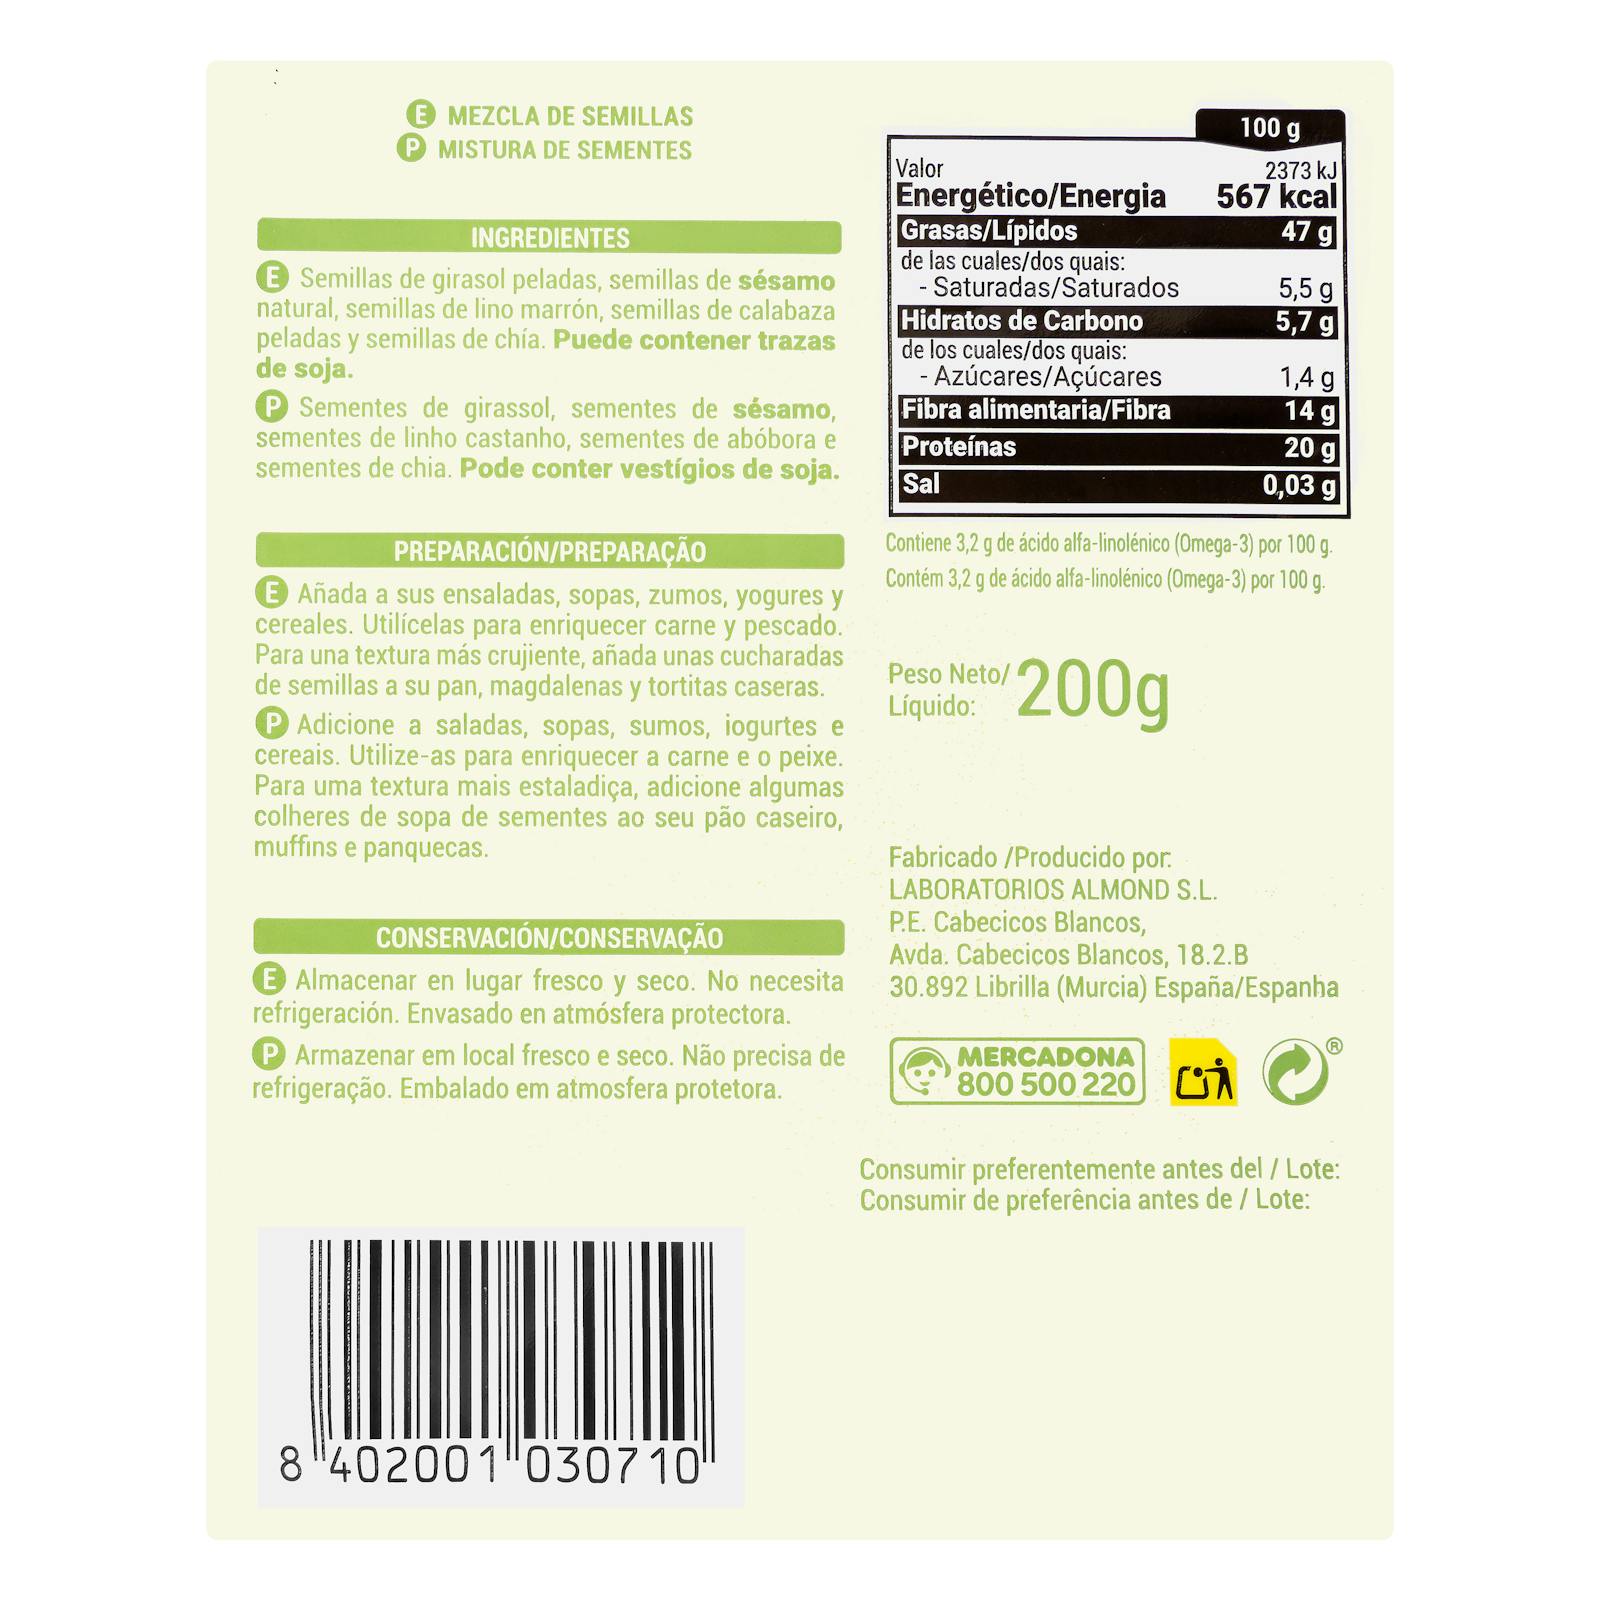 E MEZCLA DE SEMILLAS
P MISTURA DE SEMENTES
INGREDIENTES
E Semillas de girasol peladas, semillas de sésamo
natural, semillas de lino marrón, semillas de calabaza
peladas y semillas de chía. Puede contener trazas
de soja.
P Sementes de girassol, sementes de sésamo,
sementes de linho castanho, sementes de abóbora e
sementes de chia. Pode conter vestígios de soja.
PREPARACIÓN/PREPARAÇÃO
E Añada a sus ensaladas, sopas, zumos, yogures y
cereales. Utilícelas para enriquecer carne y pescado.
Para una textura más crujiente, añada unas cucharadas
de semillas a su pan, magdalenas y tortitas caseras.
P Adicione a saladas, sopas, sumos, iogurtes e
cereais. Utilize-as para enriquecer a carne e o peixe.
Para uma textura mais estaladiça, adicione algumas
colheres de sopa de sementes ao seu pão caseiro,
muffins e panquecas.
CONSERVACIÓN/CONSERVAÇÃO
E Almacenar en lugar fresco y seco. No necesita
refrigeración. Envasado en atmósfera protectora.
P Armazenar em local fresco e seco. Não precisa de
refrigeração. Embalado em atmosfera protetora.
8 402001 030710
100 g
Valor 2373 kJ
Energético/Energia 567 kcal
Grasas/Lípidos 47 g
de las cuales/dos quais:
- Saturadas/Saturados 5,5 g
Hidratos de Carbono 5,7 g
de los cuales/dos quais:
- Azúcares/Açúcares 1,4 g
Fibra alimentaria/Fibra 14 g
Proteínas 20 g
Sal 0,03 g
Contiene 3,2 g de ácido alfa-linolénico (Omega-3) por 100 g.
Contém 3,2 g de ácido alfa-linolénico (Omega-3) por 100 g.
Peso Neto/
Líquido: 200g
Fabricado /Producido por:
LABORATORIOS ALMOND S.L.
P.E. Cabecicos Blancos,
Avda. Cabecicos Blancos, 18.2.B
30.892 Librilla (Murcia) España/Espanha
MERCADONA
800 500 220
®
Consumir preferentemente antes del / Lote:
Consumir de preferência antes de / Lote: